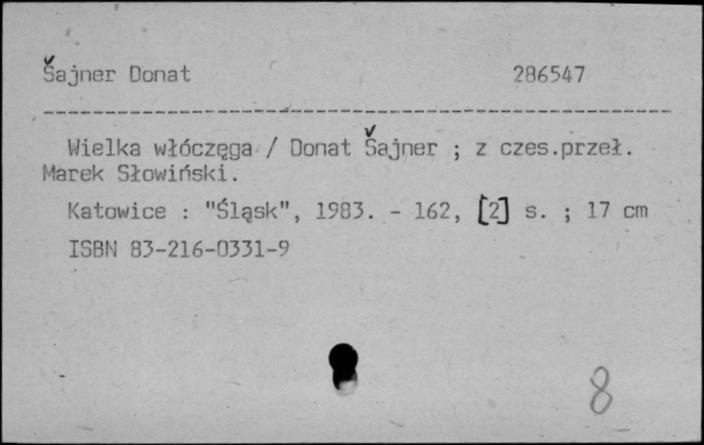 Šajner Donat 286547
Wielka włóczęga / Donat Šajner ; z czes.przeł.
Marek Słowiński.
Katowice : "Śląsk", 1983. - 162, [2] s. ; 17 cm
ISBN 83-216-0331-9
8